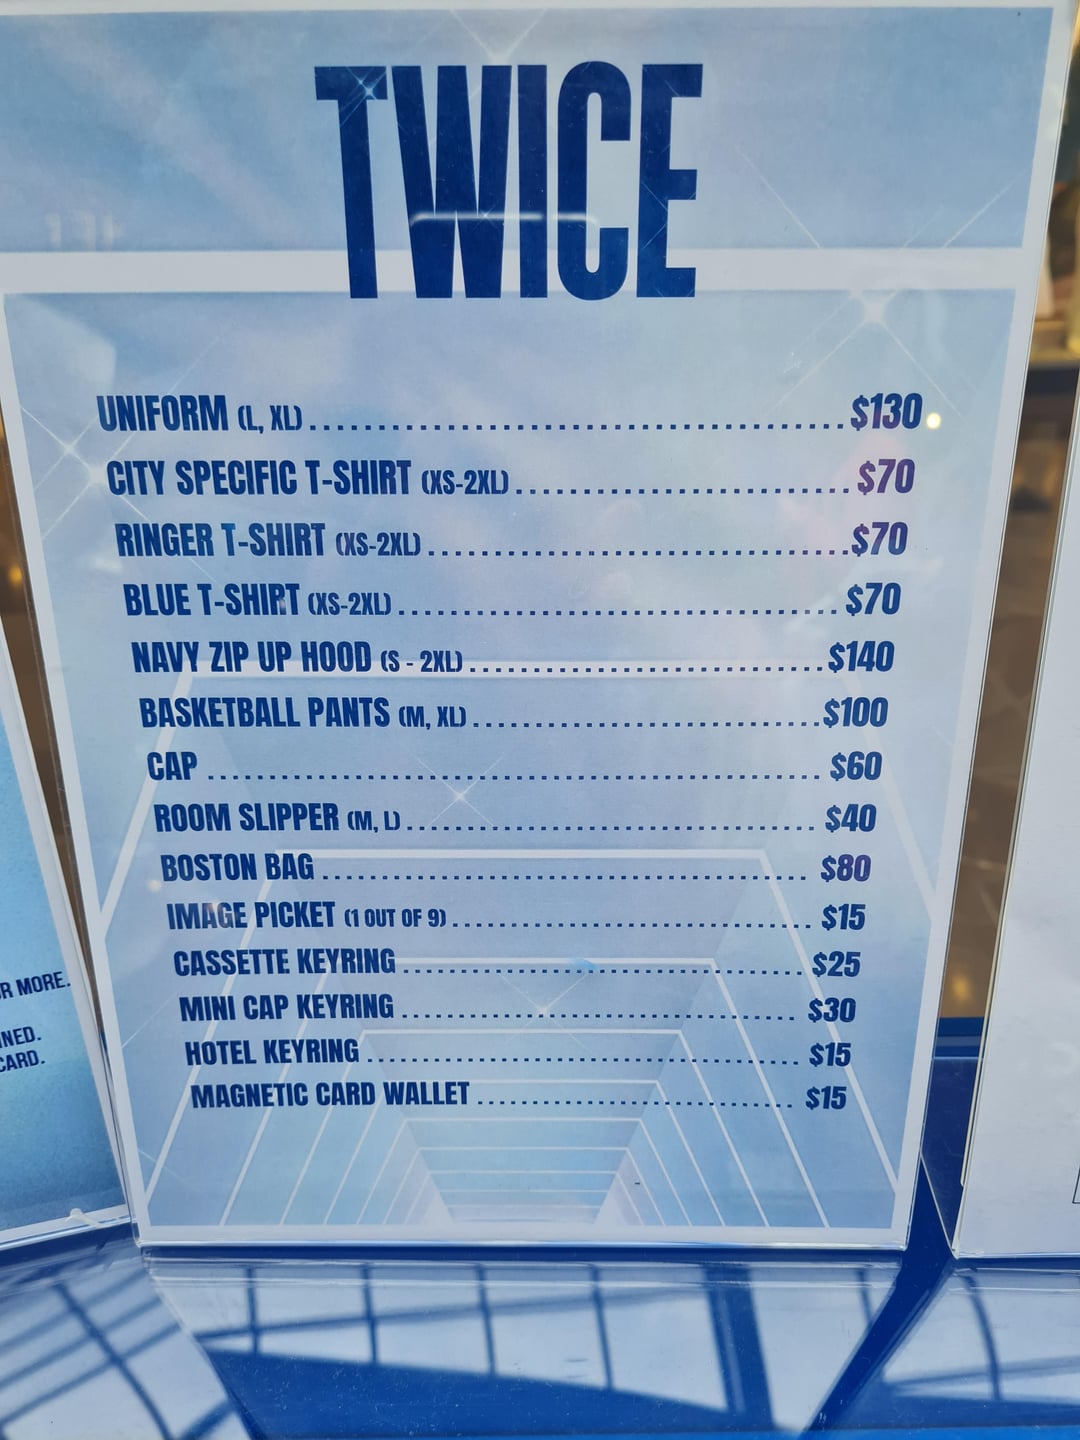 TWICE
UNIFORM (L, XL) $130
CITY SPECIFIC T-SHIRT (XS-2XL) $70
RINGER T-SHIRT (XS-2XL) $70
BLUE T-SHIRT (XS-2XL) $70
NAVY ZIP UP HOOD (S - 2XL) $140
BASKETBALL PANTS (M, XL) $100
CAP $60
ROOM SLIPPER (M, L) $40
BOSTON BAG $80
IMAGE PICKET (1 OUT OF 9) $15
CASSETTE KEYRING $25
MINI CAP KEYRING $30
HOTEL KEYRING $15
MAGNETIC CARD WALLET $15
MORE.
CARD.